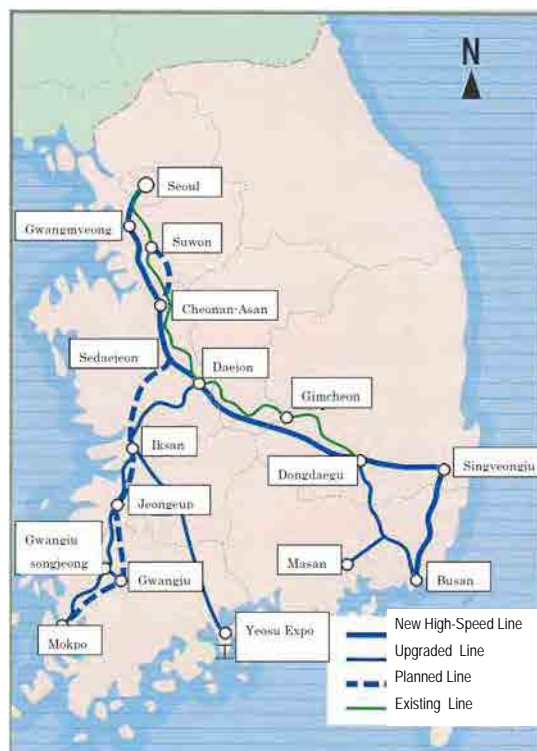 N
Seoul
Gwangmyeong
Suwon
Cheonan-Asan
Sedaejeon
Daejon
Gimcheon
Iksan
Dongdaegu
Singyeongju
Jeongeup
Gwangju
songjeong
Gwangju
Masan
Busan
Mokpo
Yeosu Expo
New High-Speed Line
Upgraded Line
Planned Line
Existing Line